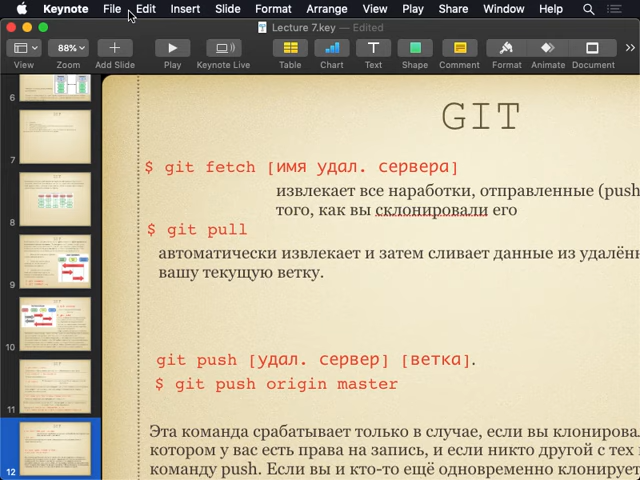 Keynote File Edit Insert Slide Format Arrange View Play Share Window Help
Lecture 7.key — Edited
88%
View Zoom Add Slide Play Keynote Live Table Chart Text Shape Comment Format Animate Document
6
7
8
9
10
11
12
GIT
$ git fetch [имя удал. сервера]
извлекает все наработки, отправленные (push
того, как вы склонировали его
$ git pull
автоматически извлекает и затем сливает данные из удалённ
вашу текущую ветку.
git push [удал. сервер] [ветка].
$ git push origin master
Эта команда срабатывает только в случае, если вы клонирова
котором у вас есть права на запись, и если никто другой с тех
команду push. Если вы и кто-то ещё одновременно клонирует